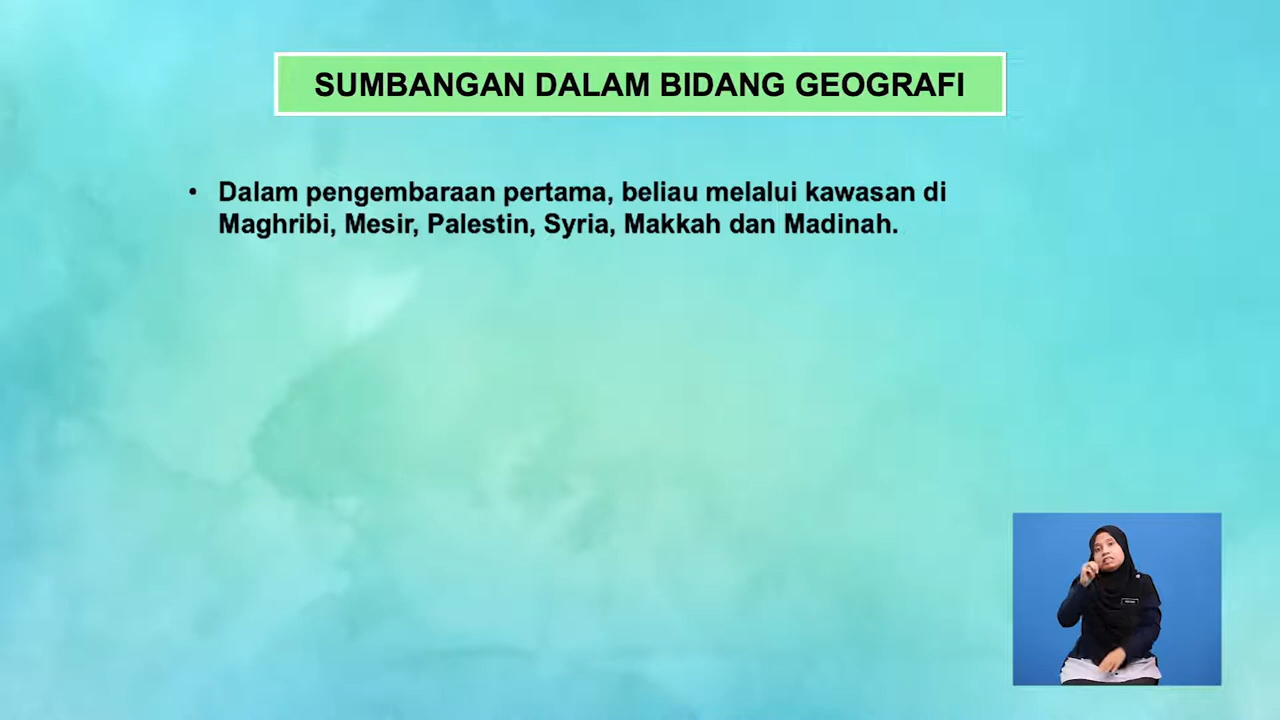 SUMBANGAN DALAM BIDANG GEOGRAFI
• Dalam pengembaraan pertama, beliau melalui kawasan di
Maghribi, Mesir, Palestin, Syria, Makkah dan Madinah.